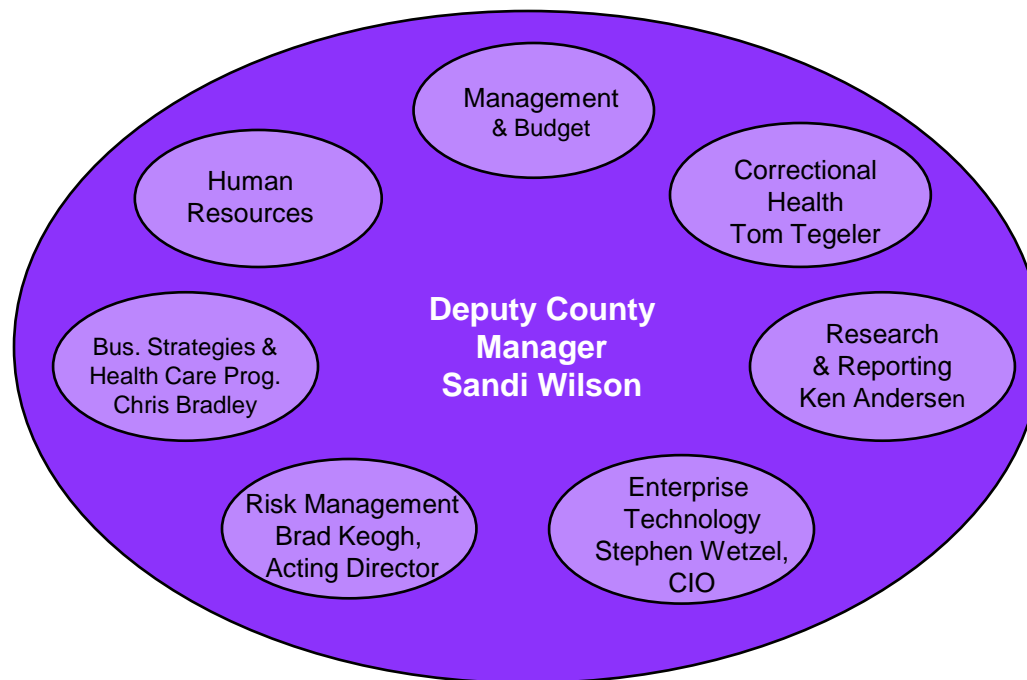 Management
& Budget
Human
Resources
Correctional
Health
Tom Tegeler
Deputy County
Manager
Sandi Wilson
Bus. Strategies &
Health Care Prog.
Chris Bradley
Research
& Reporting
Ken Andersen
Risk Management
Brad Keogh,
Acting Director
Enterprise
Technology
Stephen Wetzel,
CIO